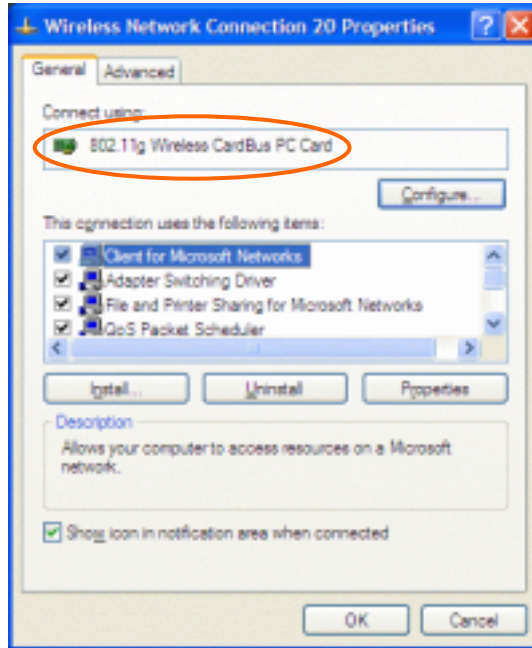 Wireless Network Connection 20 Properties
General Advanced
Connect using:
802.11g Wireless CardBus PC Card
Configure...
This connection uses the following items:
Client for Microsoft Networks
Adapter Switching Driver
File and Printer Sharing for Microsoft Networks
QoS Packet Scheduler
Install... Uninstall Properties
Description
Allows your computer to access resources on a Microsoft
network.
Show icon in notification area when connected
OK Cancel